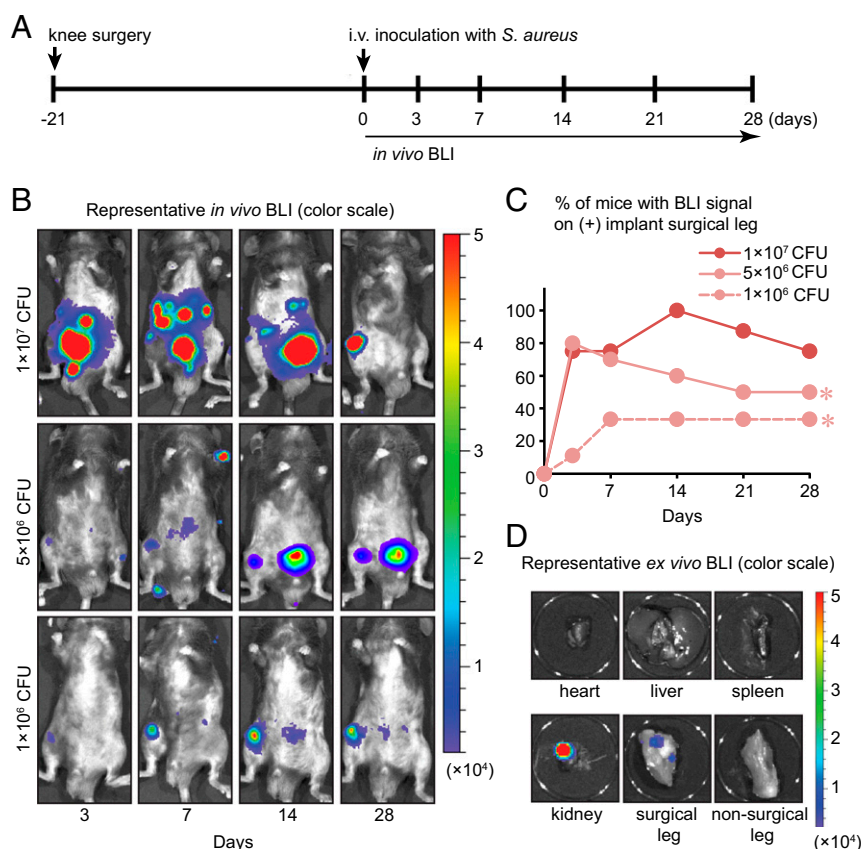 A
knee surgery
i.v. inoculation with S. aureus
-21
0
3
7
14
21
28 (days)
in vivo BLI
B
Representative in vivo BLI (color scale)
1×10⁷ CFU
5×10⁶ CFU
1×10⁶ CFU
5
4
3
2
1
(×10⁴)
3
7
14
28
Days
C
% of mice with BLI signal
on (+) implant surgical leg
1×10⁷ CFU
5×10⁶ CFU
1×10⁶ CFU
100
80
60
40
20
0
*
*
0
7
14
21
28
Days
D
Representative ex vivo BLI (color scale)
heart
liver
spleen
kidney
surgical
leg
non-surgical
leg
5
4
3
2
1
(×10⁴)